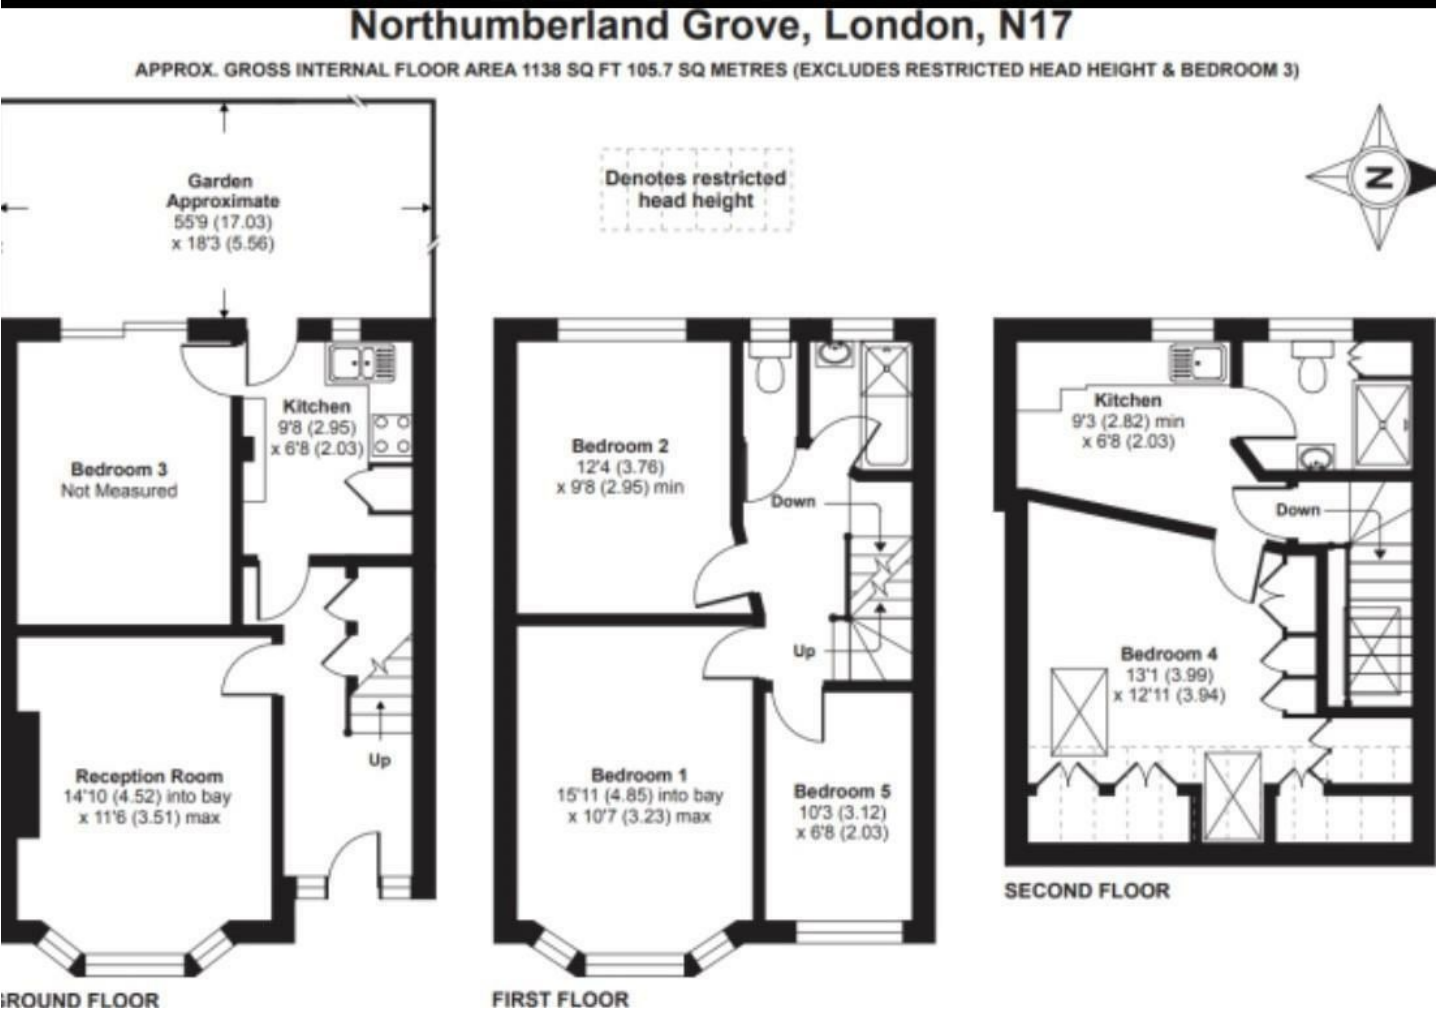 Northumberland Grove, London, N17
APPROX. GROSS INTERNAL FLOOR AREA 1138 SQ FT 105.7 SQ METRES (EXCLUDES RESTRICTED HEAD HEIGHT & BEDROOM 3)
Garden
Approximate
55'9 (17.03)
x 18'3 (5.56)
Denotes restricted
head height
N
Kitchen
9'8 (2.95)
x 6'8 (2.03)
Bedroom 3
Not Measured
Up
Reception Room
14'10 (4.52) into bay
x 11'6 (3.51) max
GROUND FLOOR
Bedroom 2
12'4 (3.76)
x 9'8 (2.95) min
Down
Up
Bedroom 1
15'11 (4.85) into bay
x 10'7 (3.23) max
Bedroom 5
10'3 (3.12)
x 6'8 (2.03)
FIRST FLOOR
Kitchen
9'3 (2.82) min
x 6'8 (2.03)
Down
Bedroom 4
13'1 (3.99)
x 12'11 (3.94)
SECOND FLOOR